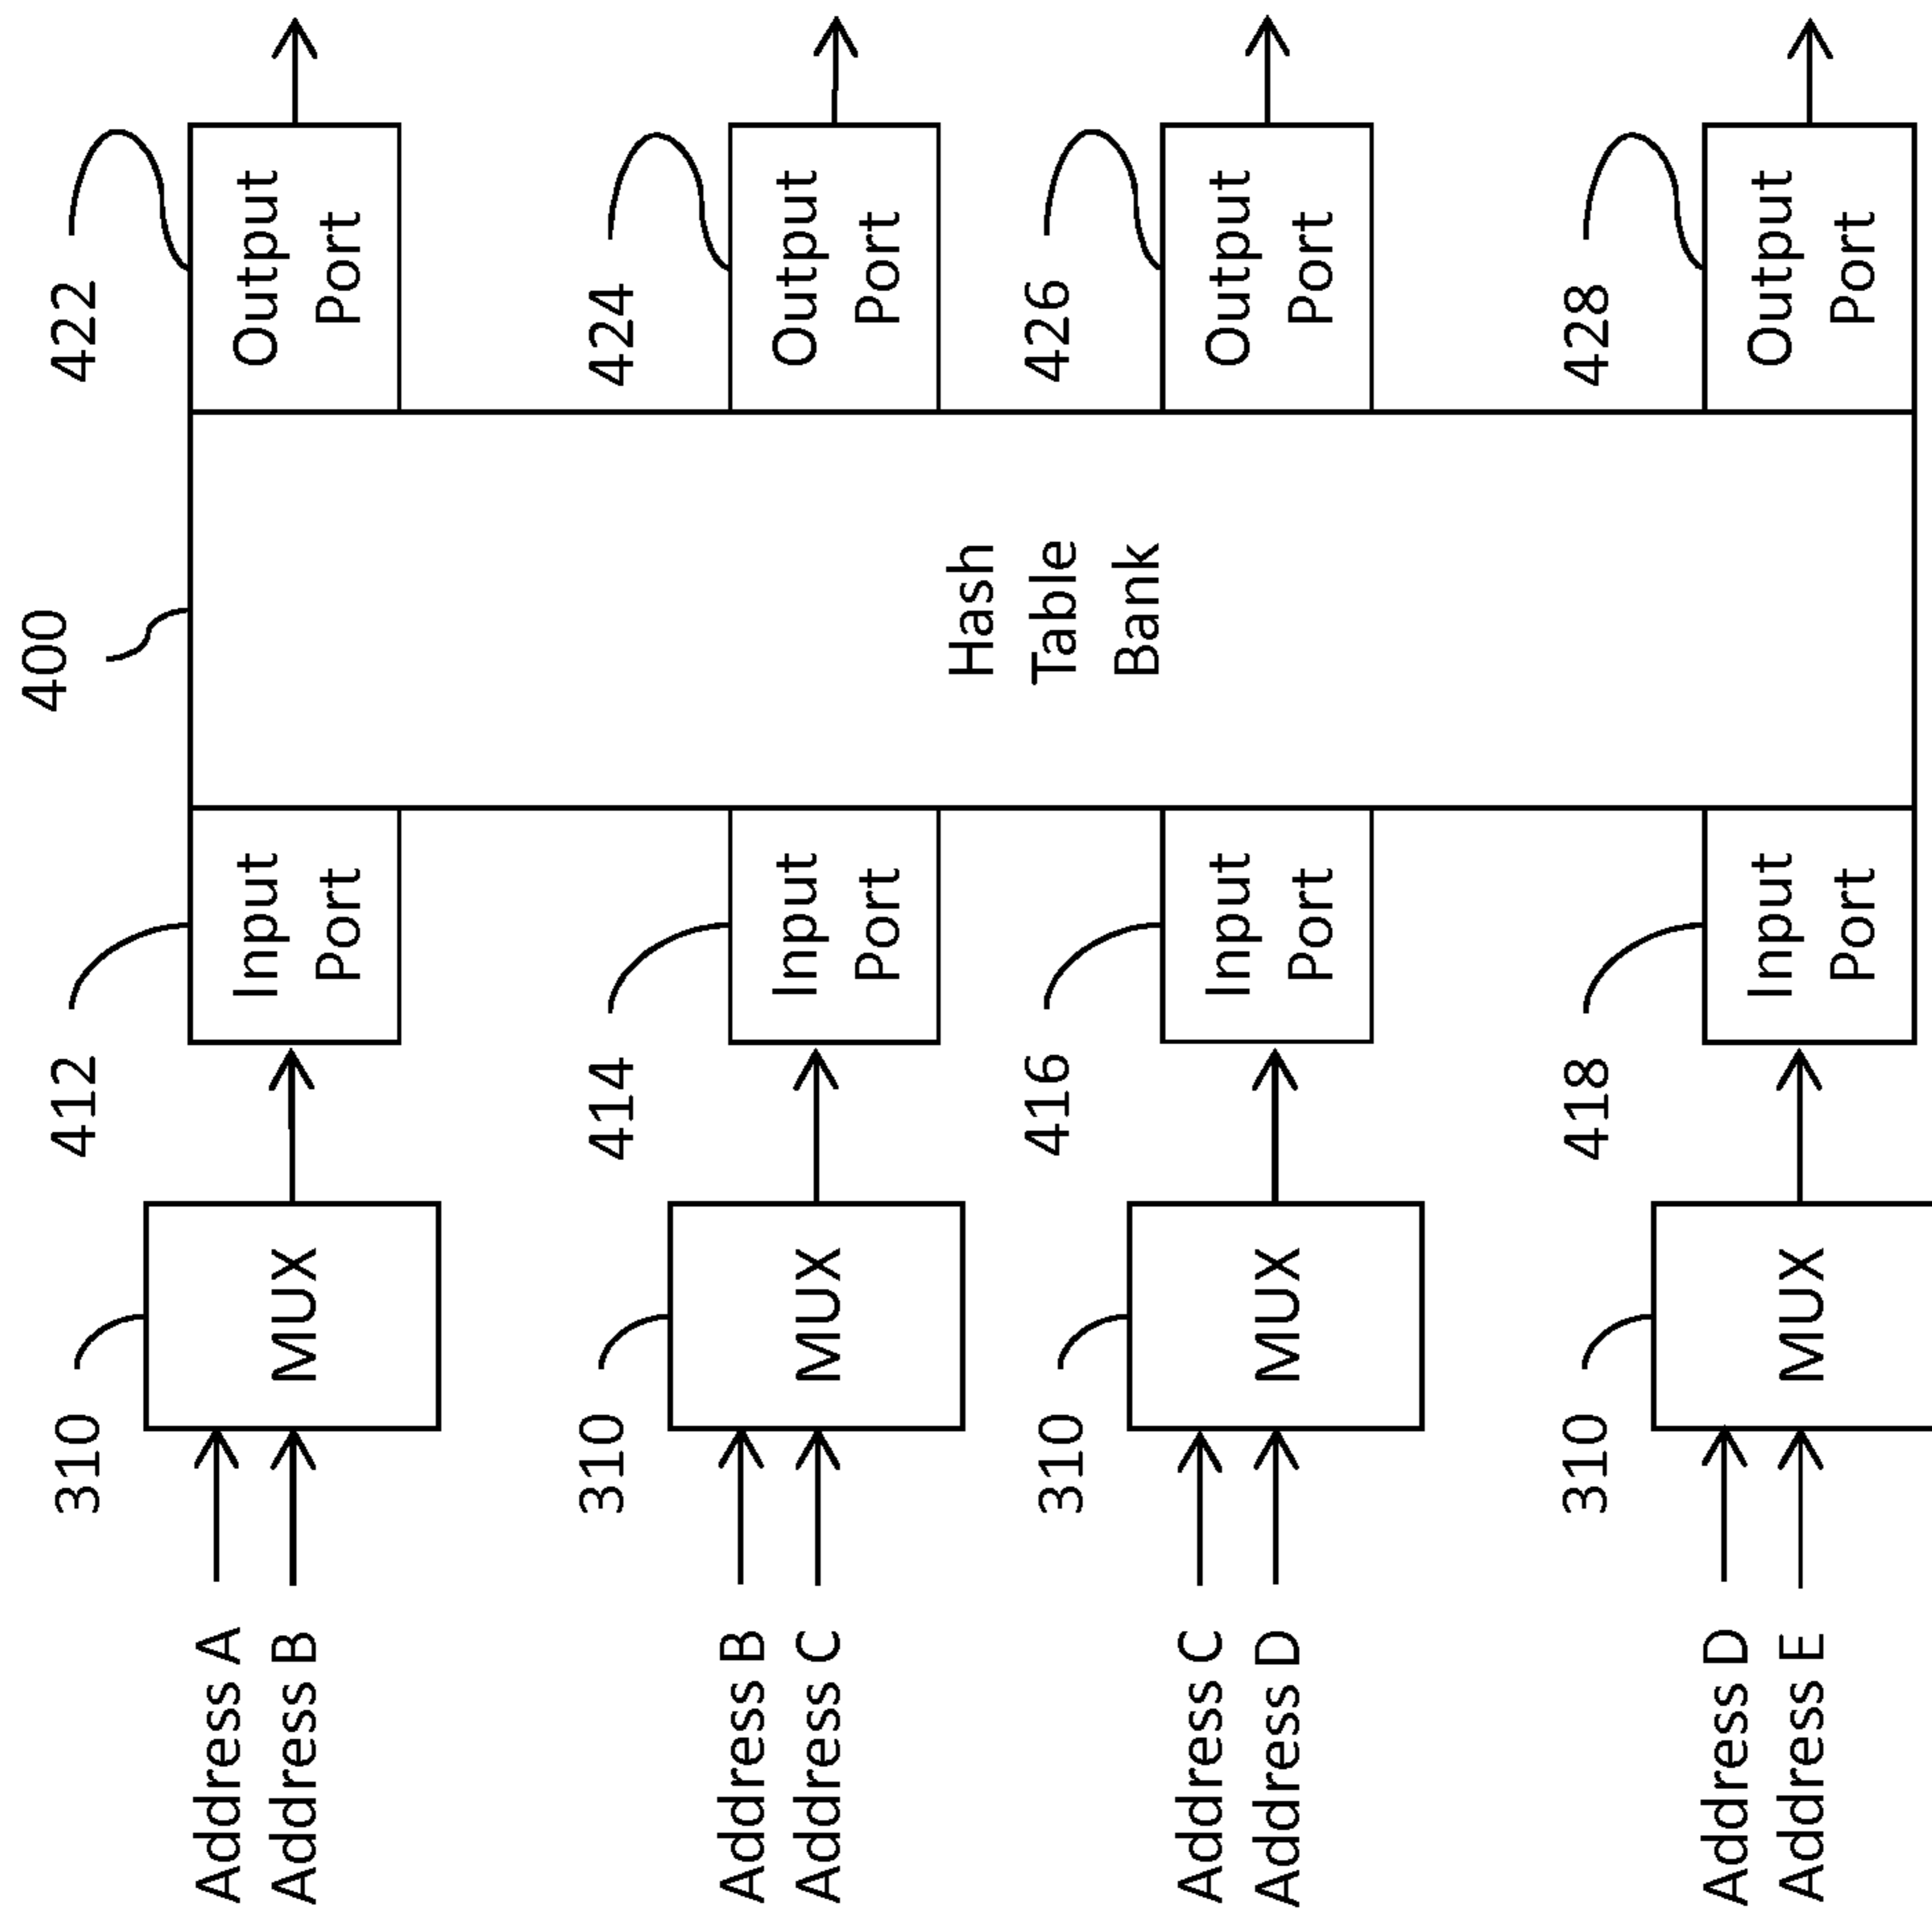 400
310
412
422
Address A
Address B
MUX
Input
Port
Output
Port
310
414
424
Address B
Address C
MUX
Input
Port
Output
Port
Hash
Table
Bank
310
416
426
Address C
Address D
MUX
Input
Port
Output
Port
310
418
428
Address D
Address E
MUX
Input
Port
Output
Port